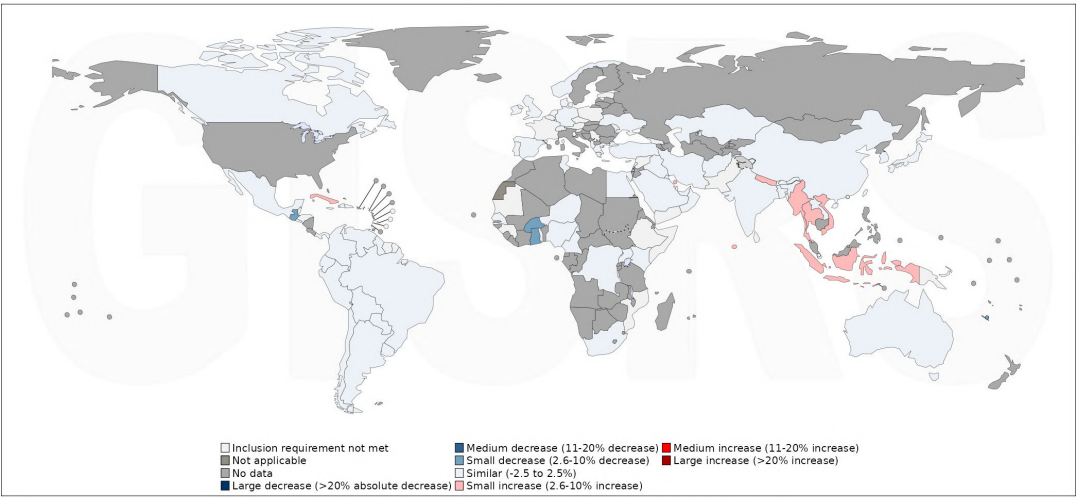 GISRS
Inclusion requirement not met
Not applicable
No data
Large decrease (>20% absolute decrease)
Medium decrease (11-20% decrease)
Small decrease (2.6-10% decrease)
Similar (-2.5 to 2.5%)
Small increase (2.6-10% increase)
Medium increase (11-20% increase)
Large increase (>20% increase)